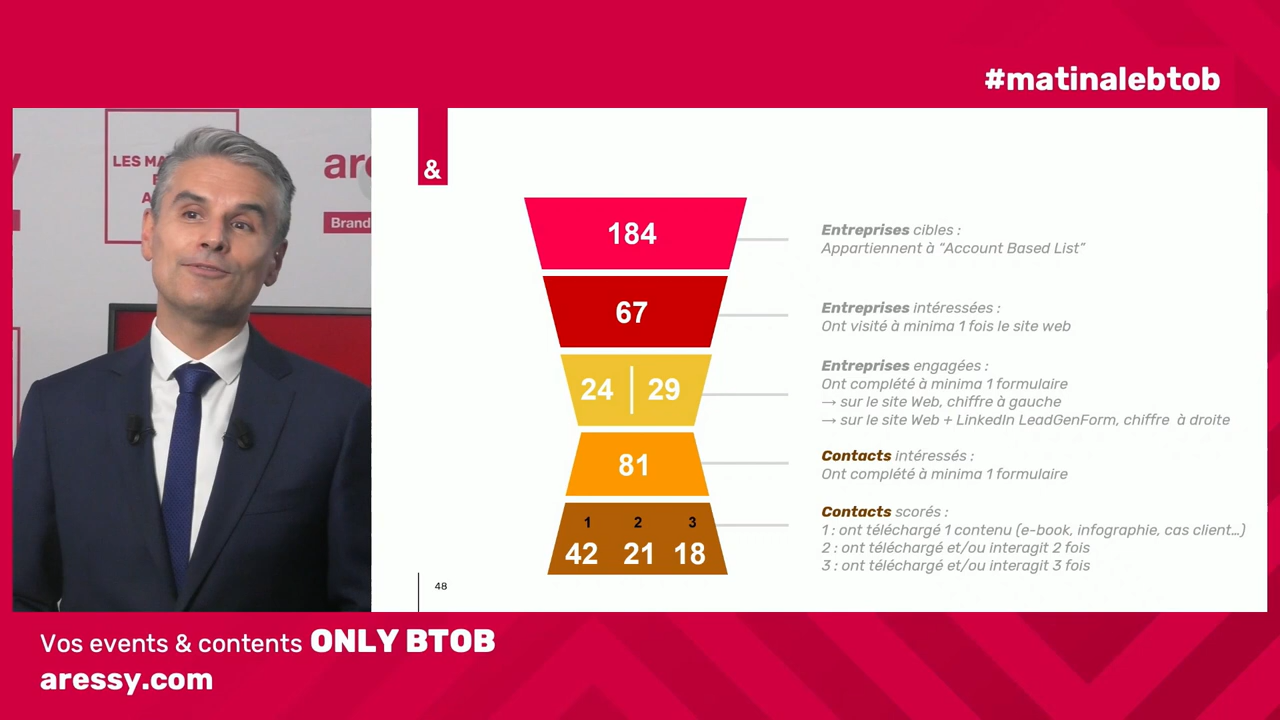 #matinalebtob
LES MA
are
Brand
&
184
Entreprises cibles :
Appartiennent à “Account Based List”
67
Entreprises intéressées :
Ont visité à minima 1 fois le site web
24 | 29
Entreprises engagées :
Ont complété à minima 1 formulaire
→ sur le site Web, chiffre à gauche
→ sur le site Web + LinkedIn LeadGenForm, chiffre à droite
81
Contacts intéressés :
Ont complété à minima 1 formulaire
1 2 3
42 21 18
Contacts scorés :
1 : ont téléchargé 1 contenu (e-book, infographie, cas client…)
2 : ont téléchargé et/ou interagit 2 fois
3 : ont téléchargé et/ou interagit 3 fois
48
Vos events & contents ONLY BTOB
aressy.com